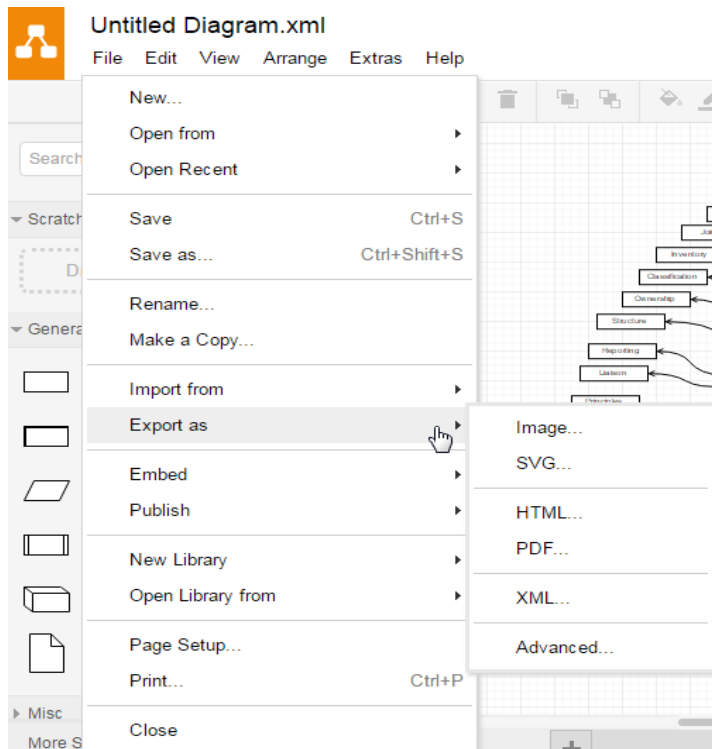 Untitled Diagram.xml
File Edit View Arrange Extras Help
New...
Open from
Open Recent
Save Ctrl+S
Save as... Ctrl+Shift+S
Rename...
Make a Copy...
Import from
Export as
Embed
Publish
New Library
Open Library from
Page Setup...
Print... Ctrl+P
Close
Image...
SVG...
HTML...
PDF...
XML...
Advanced...
Search
Scratch
D
Genera
Misc
More S
Inventory
Classification
Ownership
Structure
Reporting
Liaison
Principles